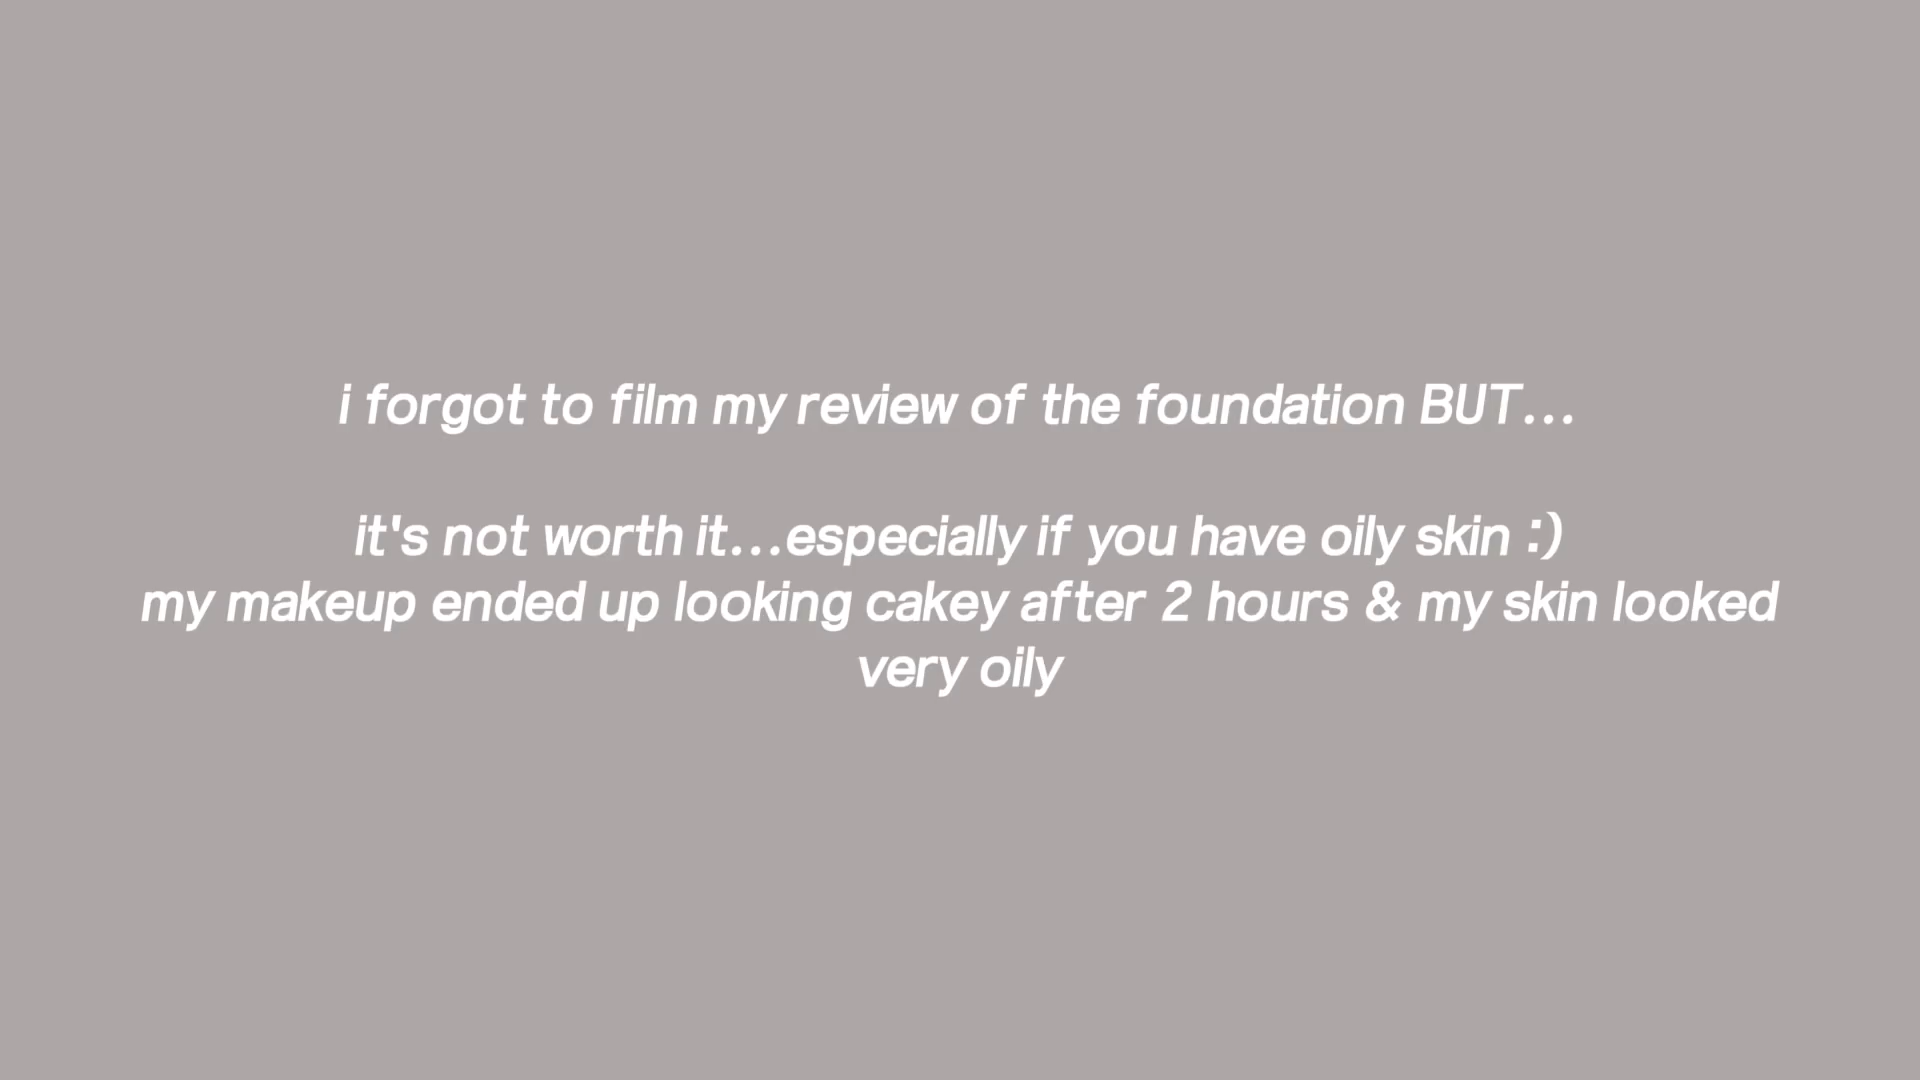 i forgot to film my review of the foundation BUT...
it's not worth it...especially if you have oily skin :)
my makeup ended up looking cakey after 2 hours & my skin looked
very oily